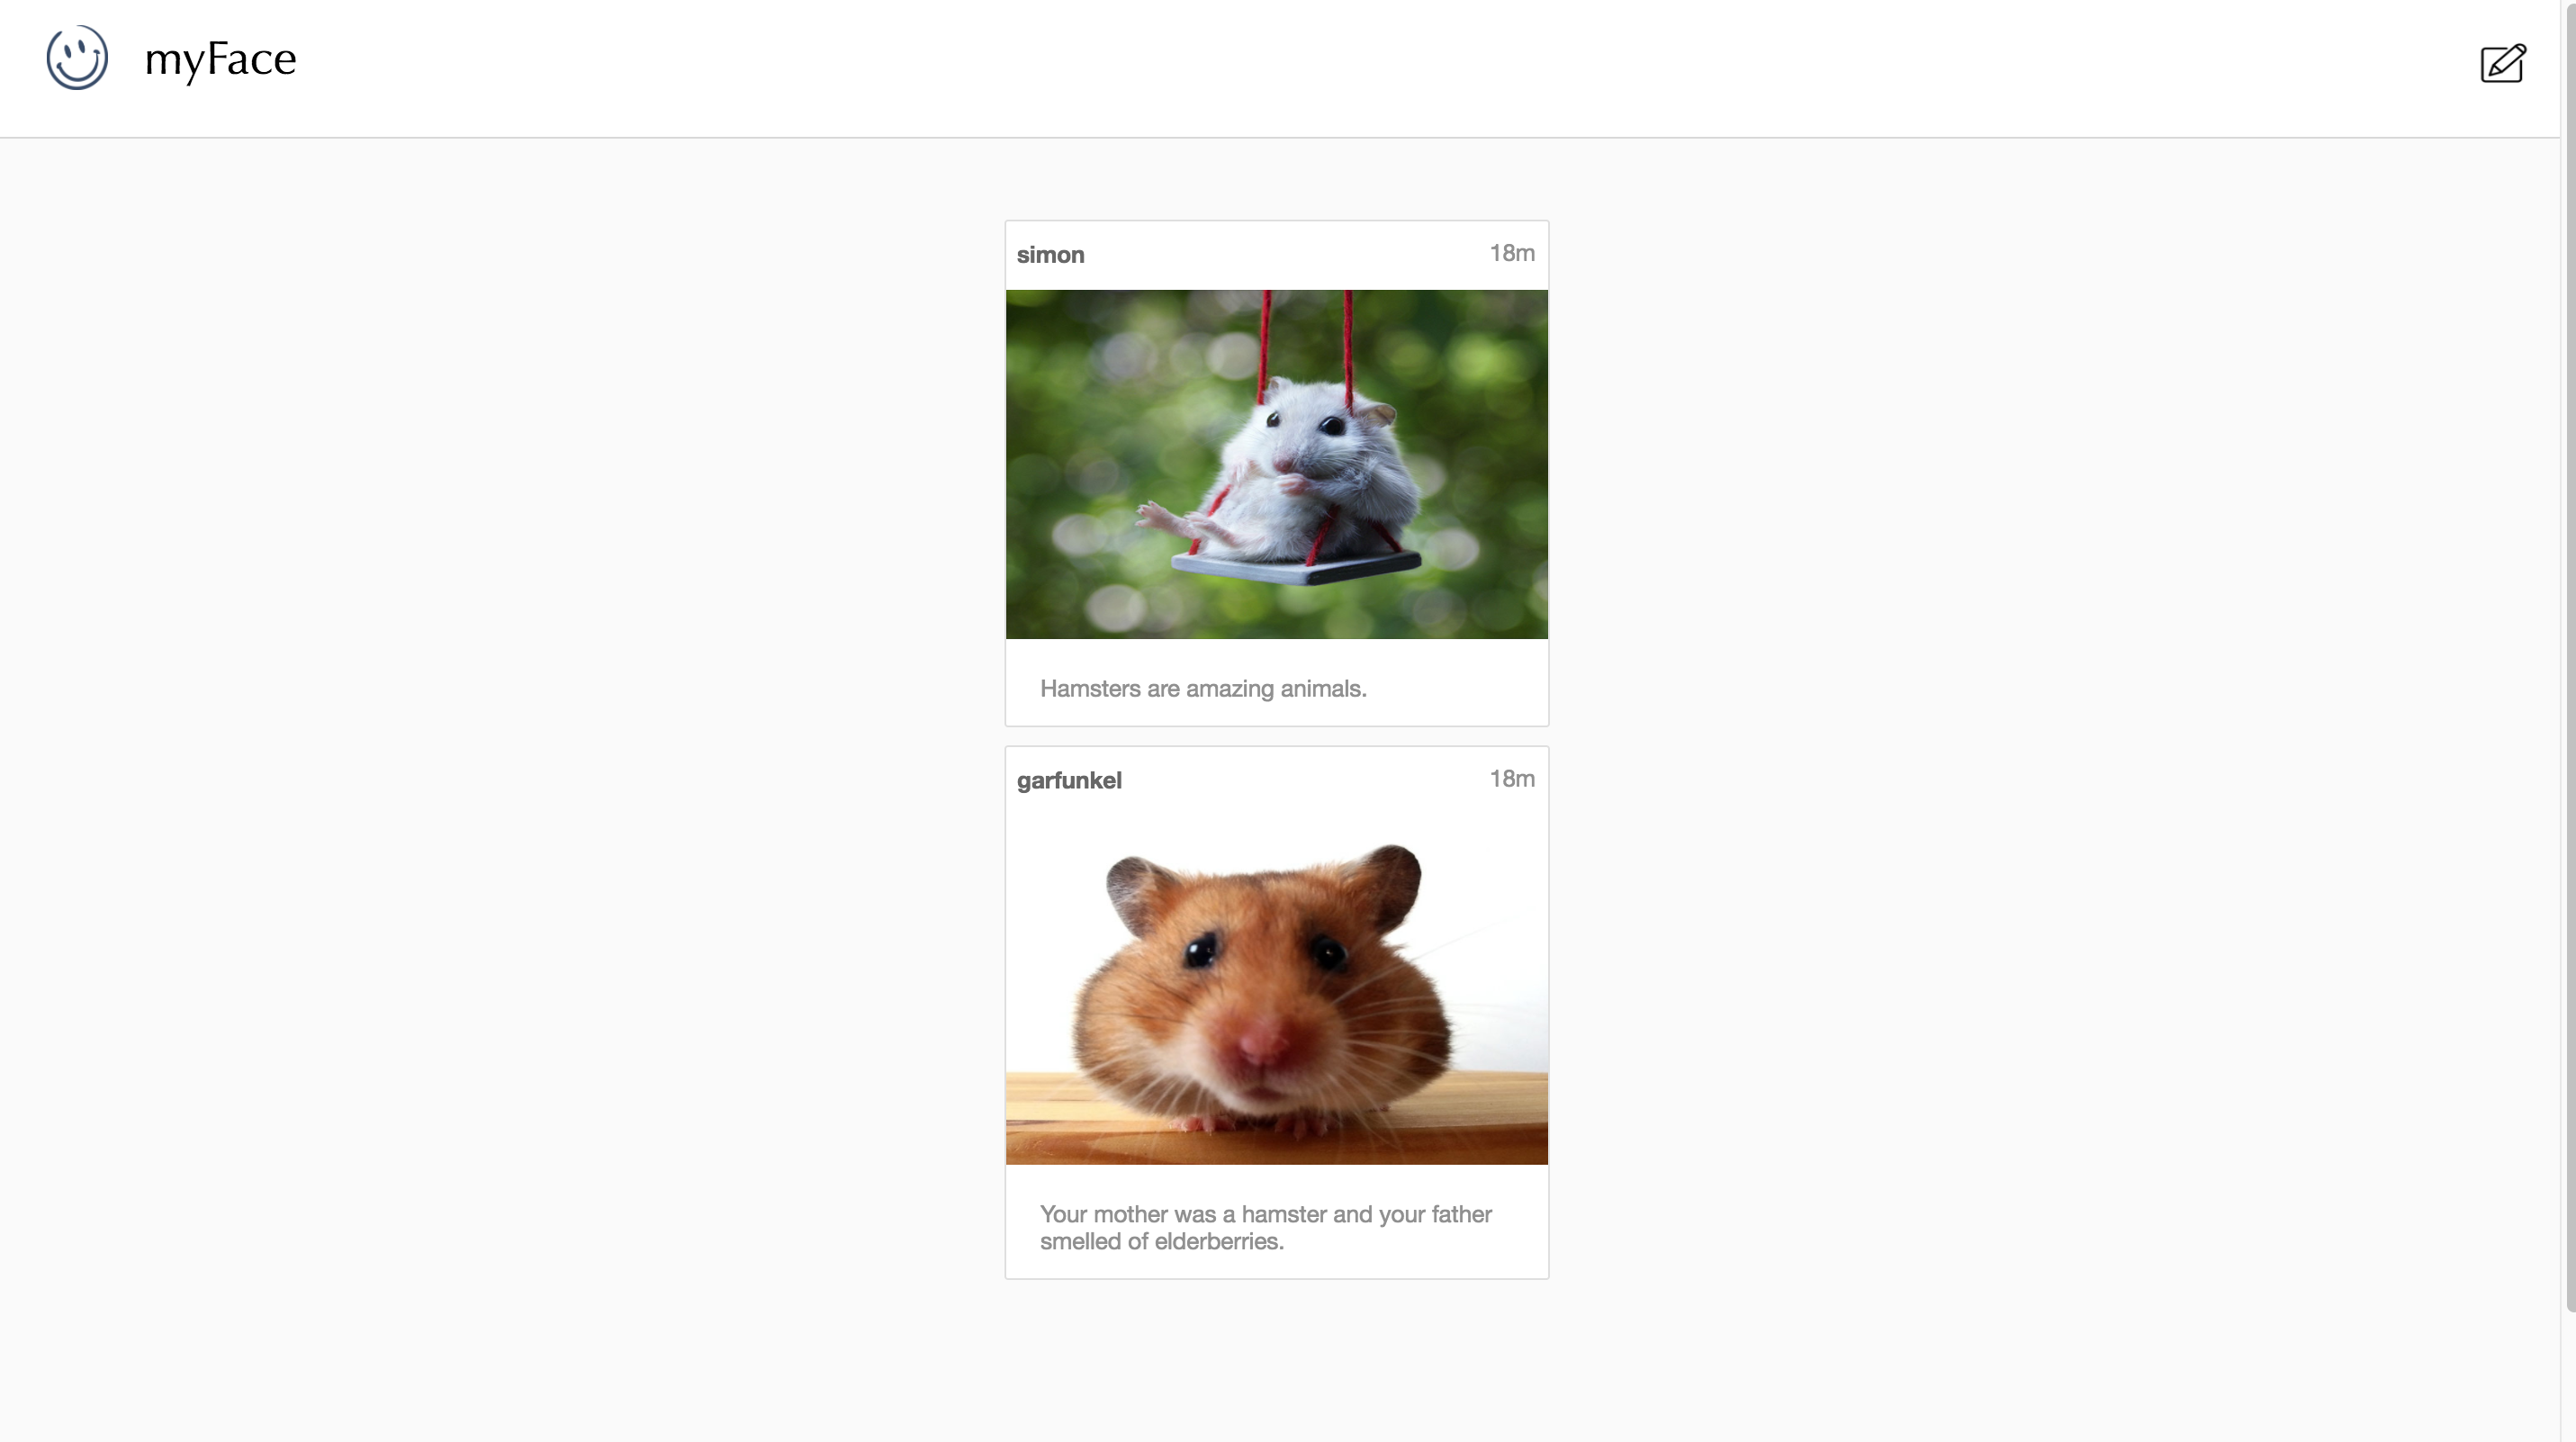 myFace
simon
18m
Hamsters are amazing animals.
garfunkel
18m
Your mother was a hamster and your father
smelled of elderberries.